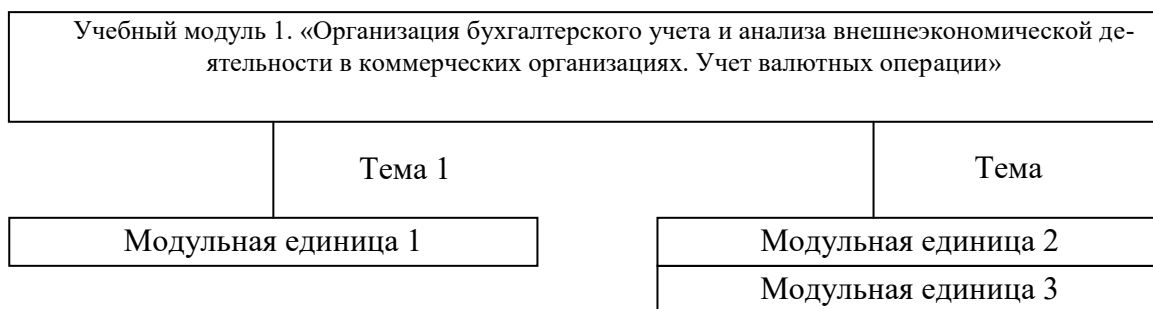 Учебный модуль 1. «Организация бухгалтерского учета и анализа внешнеэкономической де-
ятельности в коммерческих организациях. Учет валютных операции»
Тема 1
Тема
Модульная единица 1
Модульная единица 2
Модульная единица 3